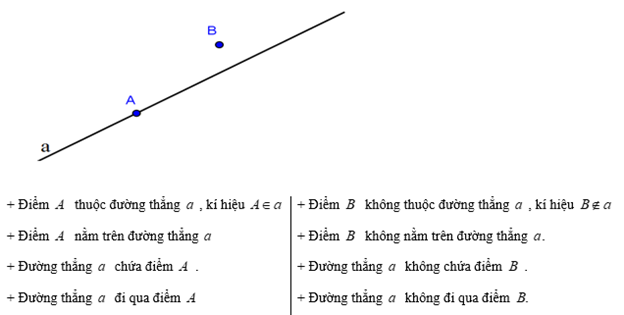 B
A
a
+ Điểm A thuộc đường thẳng a , kí hiệu A ∈ a
+ Điểm A nằm trên đường thẳng a
+ Đường thẳng a chứa điểm A .
+ Đường thẳng a đi qua điểm A
+ Điểm B không thuộc đường thẳng a , kí hiệu B ∉ a
+ Điểm B không nằm trên đường thẳng a.
+ Đường thẳng a không chứa điểm B .
+ Đường thẳng a không đi qua điểm B.